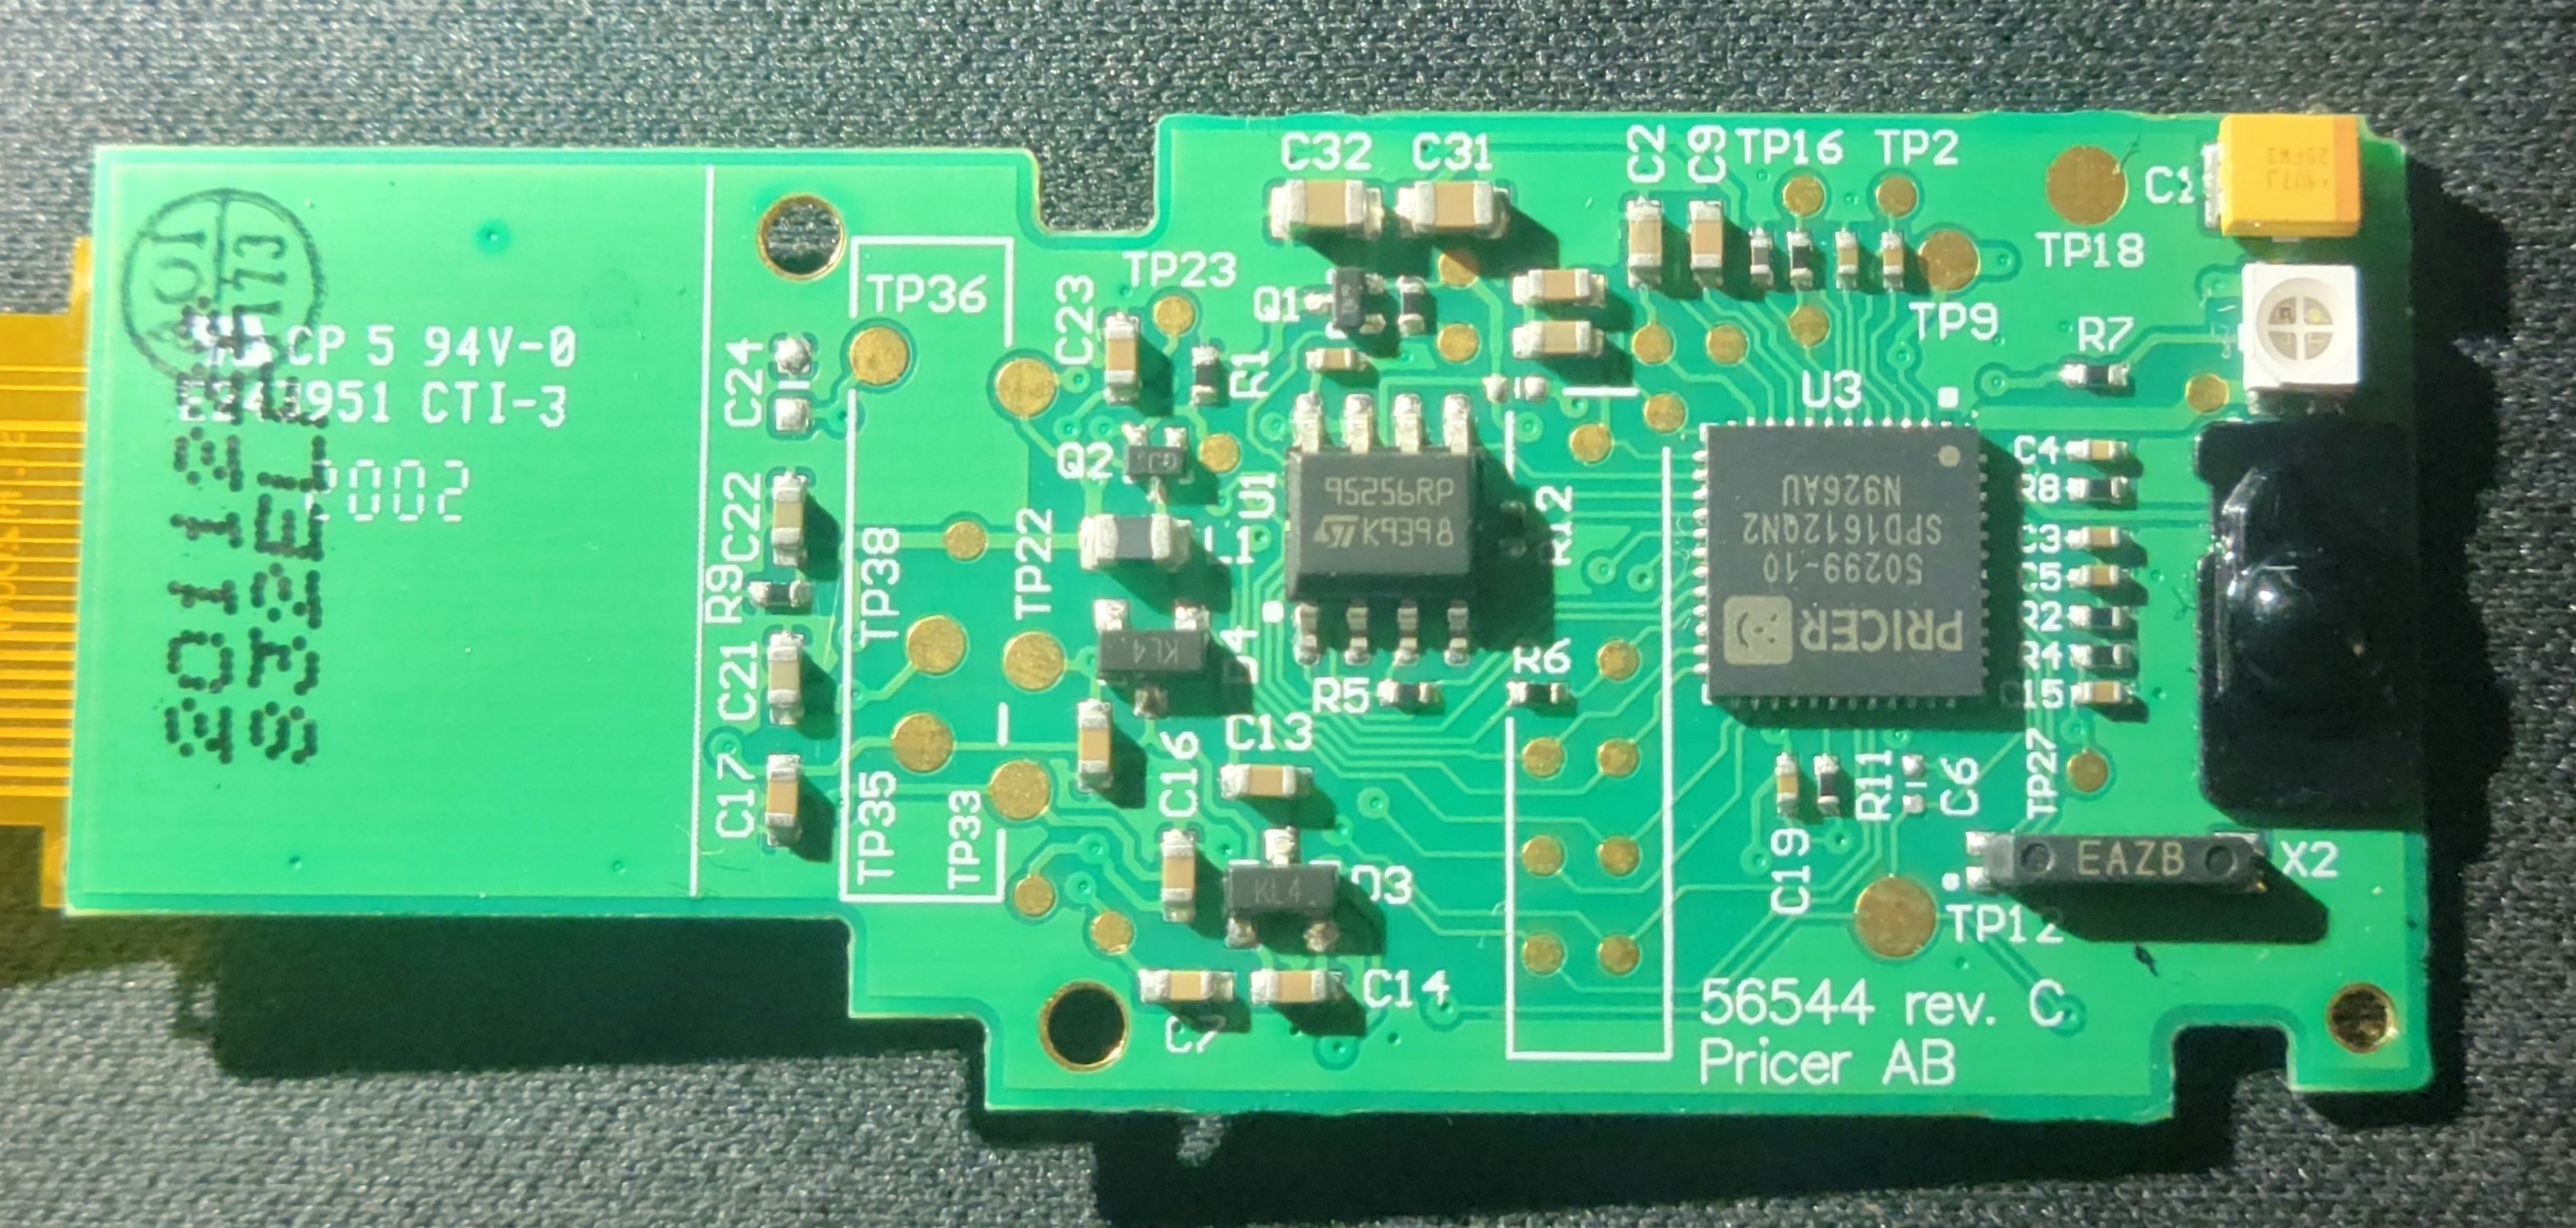 C32 C31 C2 C9 TP16 TP2
C1
TP18
TP36 C23 TP23 Q1 TP9 R7
CP 5 94V-0
951 CTI-3
2002
C24 R1 U3
Q2 U1
C22 TP38 TP22 L1 R12
R9
C21
C17 TP35 TP33
95256RP
K9398
PRICER
50299-10
SPD1612QN2
N926AU
C4
R8
C3
C5
R2
R4
C15
KL4
R5 R6
C16 C13
C19 R11 C6 TP27
EAZB X2
KL4 D3
TP12
C7 C14
56544 rev. C
Pricer AB